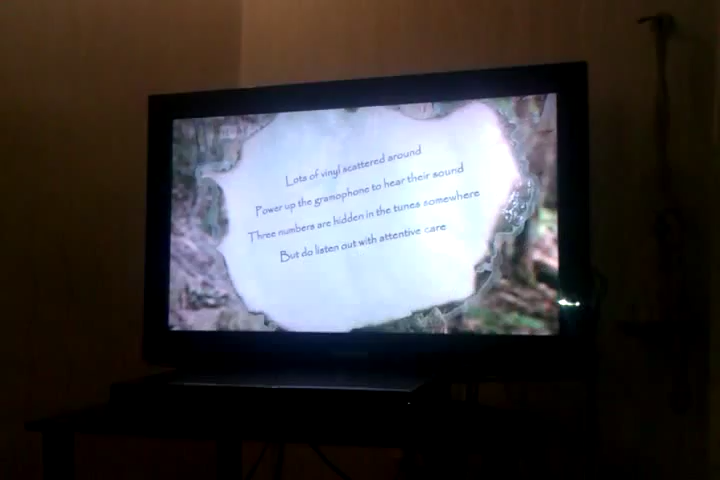 Lots of vinyl scattered around
Power up the gramophone to hear their sound
Three numbers are hidden in the tunes somewhere
But do listen out with attentive care